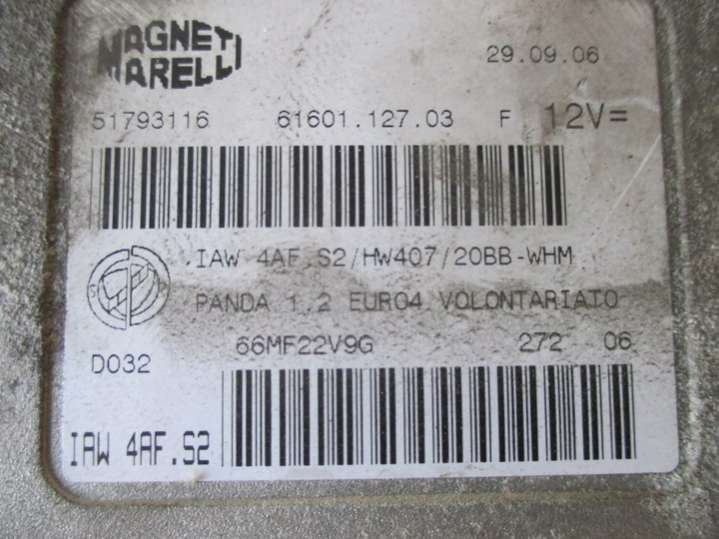 MAGNETI
MARELLI
29.09.06
51793116 61601.127.03 F 12V=
IAW 4AF.S2/HW407/20BB-WHM
PANDA 1.2 EURO4 VOLONTARIATO
66MF22V9G 272 06
D032
IAW 4AF.S2